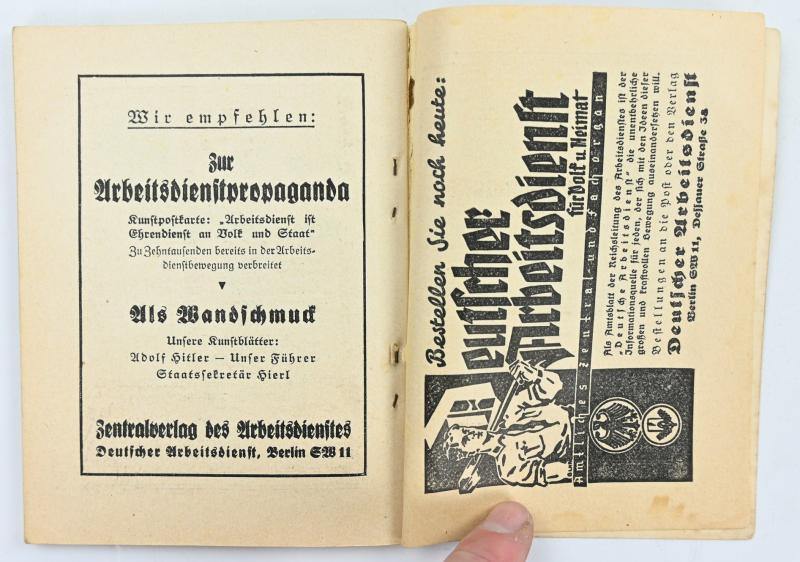 Wir empfehlen:
Zur
Arbeitsdienstpropaganda
Kunstpostkarte: „Arbeitsdienst ist
Ehrendienst an Volk und Staat“
Zu Zehntausenden bereits in der Arbeits-
dienstbewegung verbreitet
Als Wandschmuck
Unsere Kunstblätter:
Adolf Hitler — Unser Führer
Staatssekretär Hierl
Zentralverlag des Arbeitsdienstes
Deutscher Arbeitsdienst, Berlin SW 11
Bestellen Sie noch heute:
Deutscher
Arbeitsdienst
für Volk u. Heimat
Amtliches Zentral- und Fachorgan
Als Amtsblatt der Reichsleitung des Arbeitsdienstes ist der
„Deutsche Arbeitsdienst“ die unentbehrliche
Informationsquelle für jeden, der sich mit den Ideen dieser
großen und kraftvollen Bewegung auseinandersetzen will.
Bestellungen an die Post oder den Verlag
Deutscher Arbeitsdienst
Berlin SW 11, Dessauer Straße 38